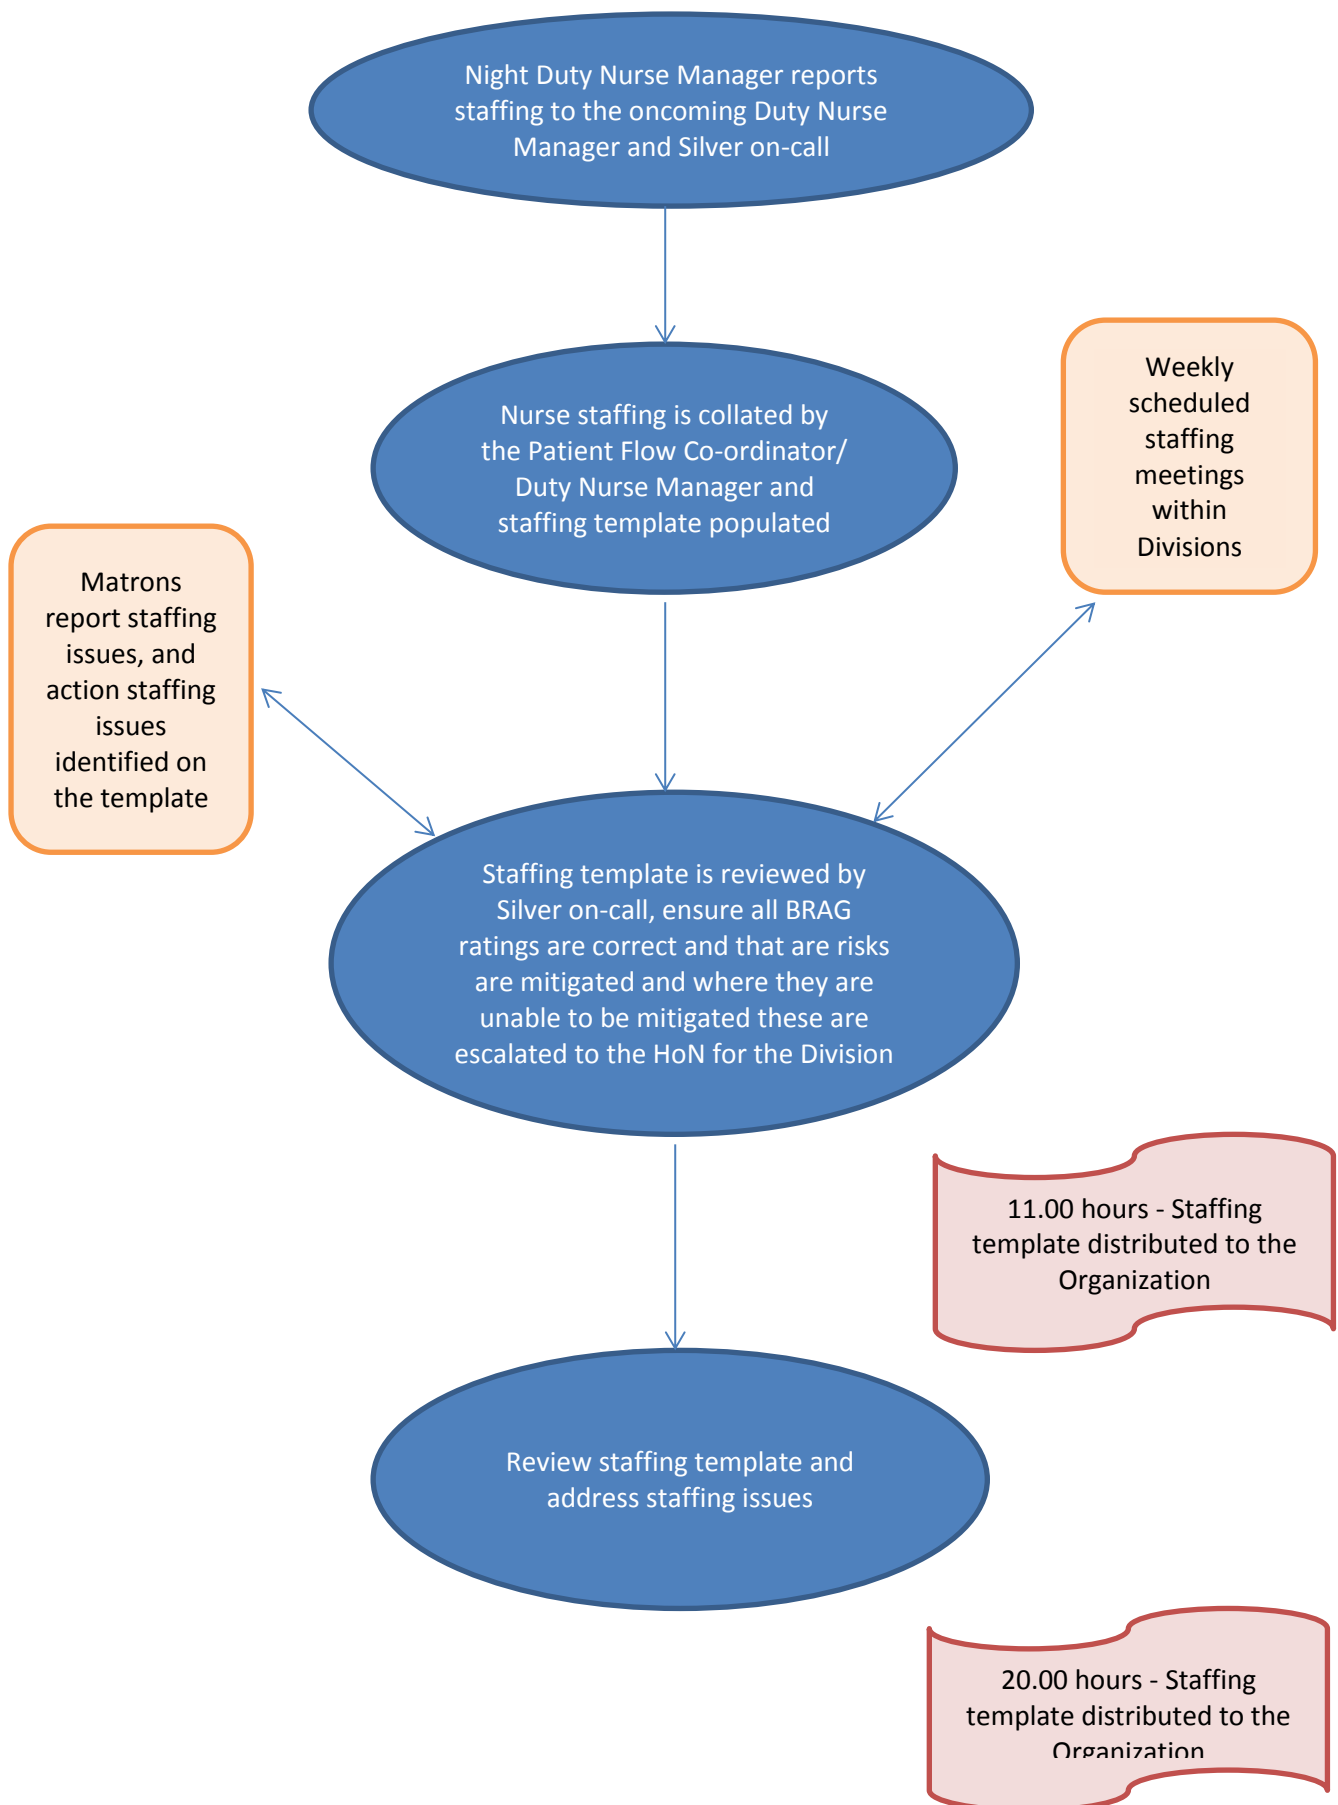 Night Duty Nurse Manager reports
staffing to the oncoming Duty Nurse
Manager and Silver on-call
Nurse staffing is collated by
the Patient Flow Co-ordinator/
Duty Nurse Manager and
staffing template populated
Weekly
scheduled
staffing
meetings
within
Divisions
Matrons
report staffing
issues, and
action staffing
issues
identified on
the template
Staffing template is reviewed by
Silver on-call, ensure all BRAG
ratings are correct and that are risks
are mitigated and where they are
unable to be mitigated these are
escalated to the HoN for the Division
11.00 hours - Staffing
template distributed to the
Organization
Review staffing template and
address staffing issues
20.00 hours - Staffing
template distributed to the
Organization